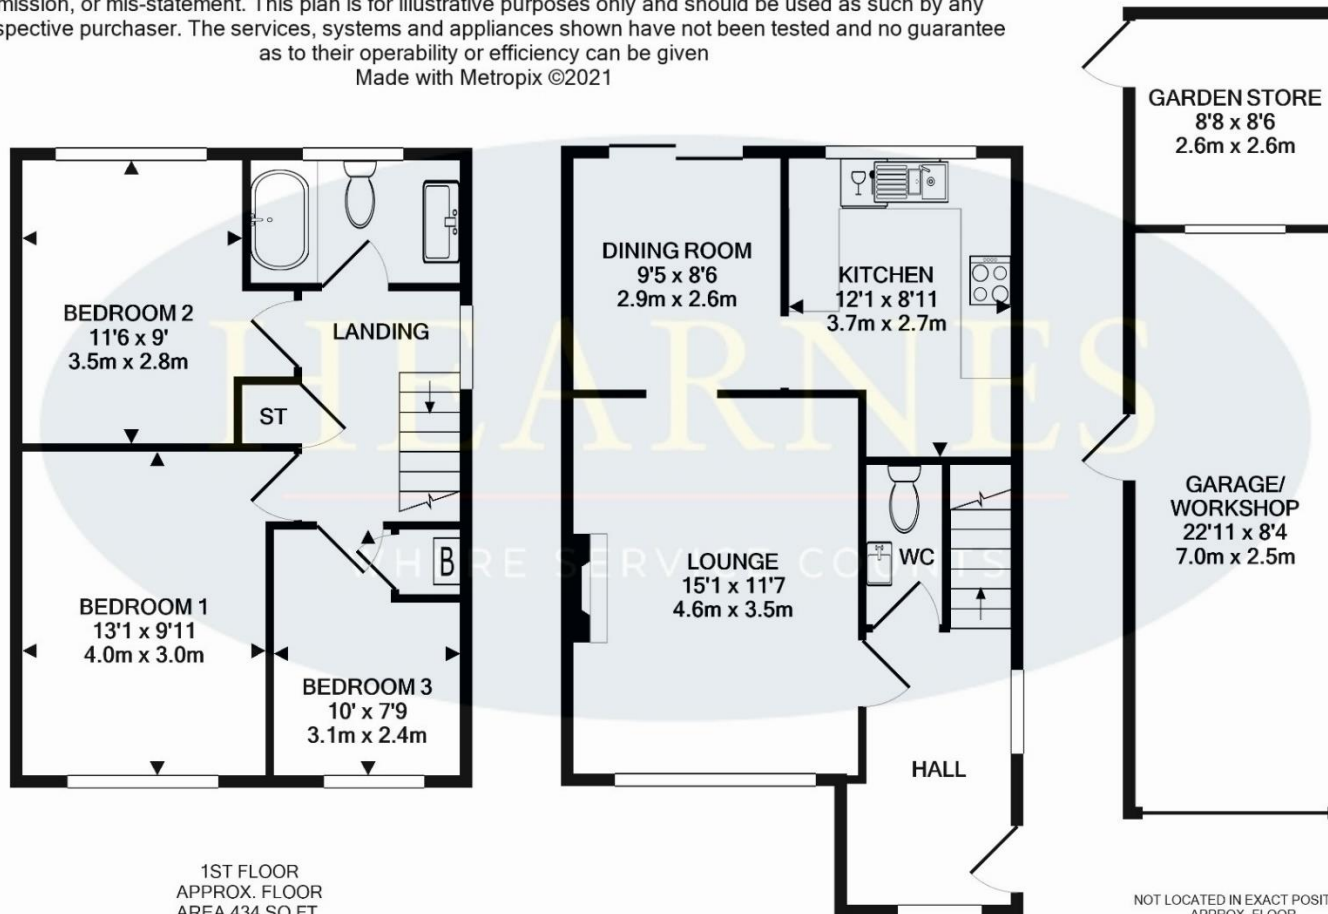 mission, or mis-statement. This plan is for illustrative purposes only and should be used as such by any
spective purchaser. The services, systems and appliances shown have not been tested and no guarantee
as to their operability or efficiency can be given
Made with Metropix ©2021
GARDEN STORE
8'8 x 8'6
2.6m x 2.6m
DINING ROOM
9'5 x 8'6
2.9m x 2.6m
KITCHEN
12'1 x 8'11
3.7m x 2.7m
BEDROOM 2
11'6 x 9'
3.5m x 2.8m
LANDING
HEARNES
ST
GARAGE/
WORKSHOP
22'11 x 8'4
7.0m x 2.5m
WHERE SERVICE COUNTS
B
LOUNGE
15'1 x 11'7
4.6m x 3.5m
WC
BEDROOM 1
13'1 x 9'11
4.0m x 3.0m
BEDROOM 3
10' x 7'9
3.1m x 2.4m
HALL
1ST FLOOR
APPROX. FLOOR
AREA 434 SQ.FT.
NOT LOCATED IN EXACT POSIT
APPROX. FLOOR